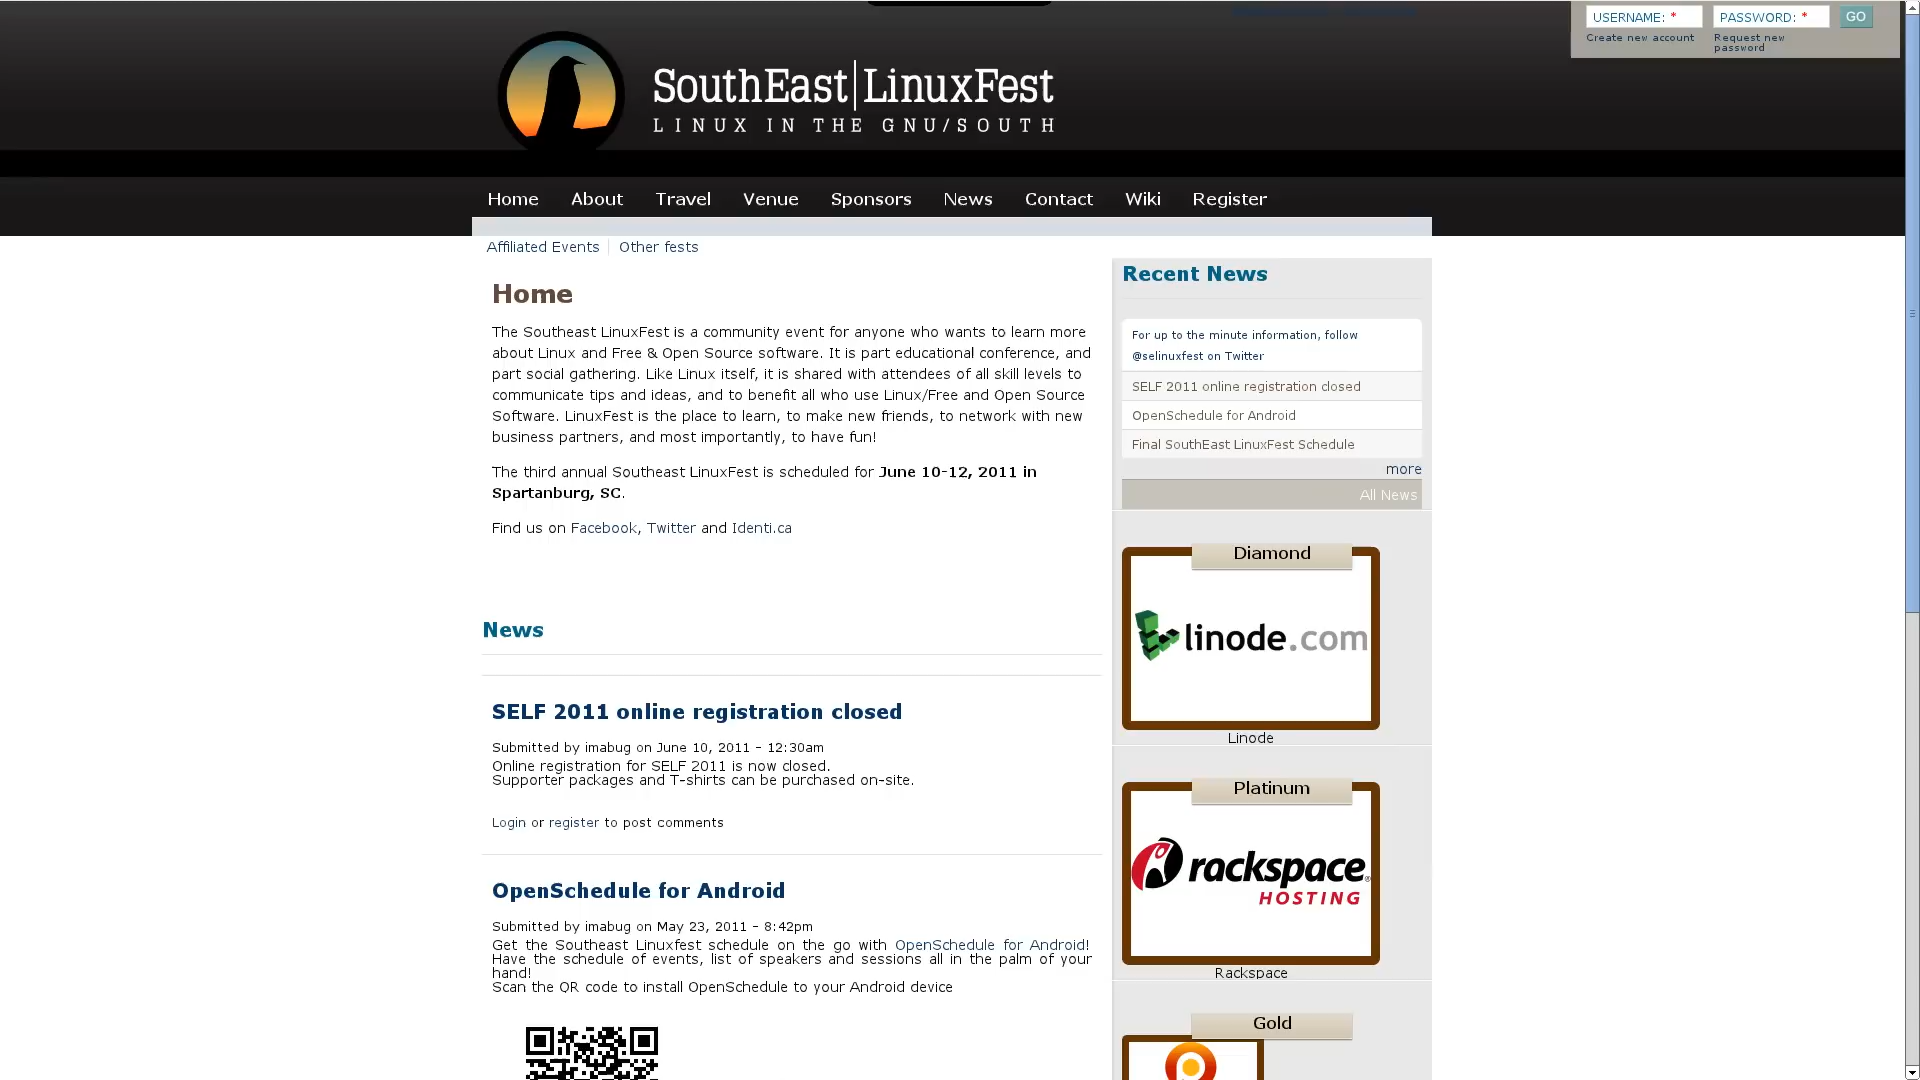 USERNAME: *
PASSWORD: *
GO
Create new account
Request new
password
SouthEast|LinuxFest
LINUX IN THE GNU/SOUTH
Home
About
Travel
Venue
Sponsors
News
Contact
Wiki
Register
Affiliated Events
Other fests
Home
The Southeast LinuxFest is a community event for anyone who wants to learn more
about Linux and Free & Open Source software. It is part educational conference, and
part social gathering. Like Linux itself, it is shared with attendees of all skill levels to
communicate tips and ideas, and to benefit all who use Linux/Free and Open Source
Software. LinuxFest is the place to learn, to make new friends, to network with new
business partners, and most importantly, to have fun!
The third annual Southeast LinuxFest is scheduled for June 10-12, 2011 in
Spartanburg, SC.
Find us on Facebook, Twitter and Identi.ca
News
SELF 2011 online registration closed
Submitted by imabug on June 10, 2011 - 12:30am
Online registration for SELF 2011 is now closed.
Supporter packages and T-shirts can be purchased on-site.
Login or register to post comments
OpenSchedule for Android
Submitted by imabug on May 23, 2011 - 8:42pm
Get the Southeast Linuxfest schedule on the go with OpenSchedule for Android!
Have the schedule of events, list of speakers and sessions all in the palm of your
hand!
Scan the QR code to install OpenSchedule to your Android device
Recent News
For up to the minute information, follow
@selinuxfest on Twitter
SELF 2011 online registration closed
OpenSchedule for Android
Final SouthEast LinuxFest Schedule
more
All News
Diamond
linode.com
Linode
Platinum
rackspace®
HOSTING
Rackspace
Gold